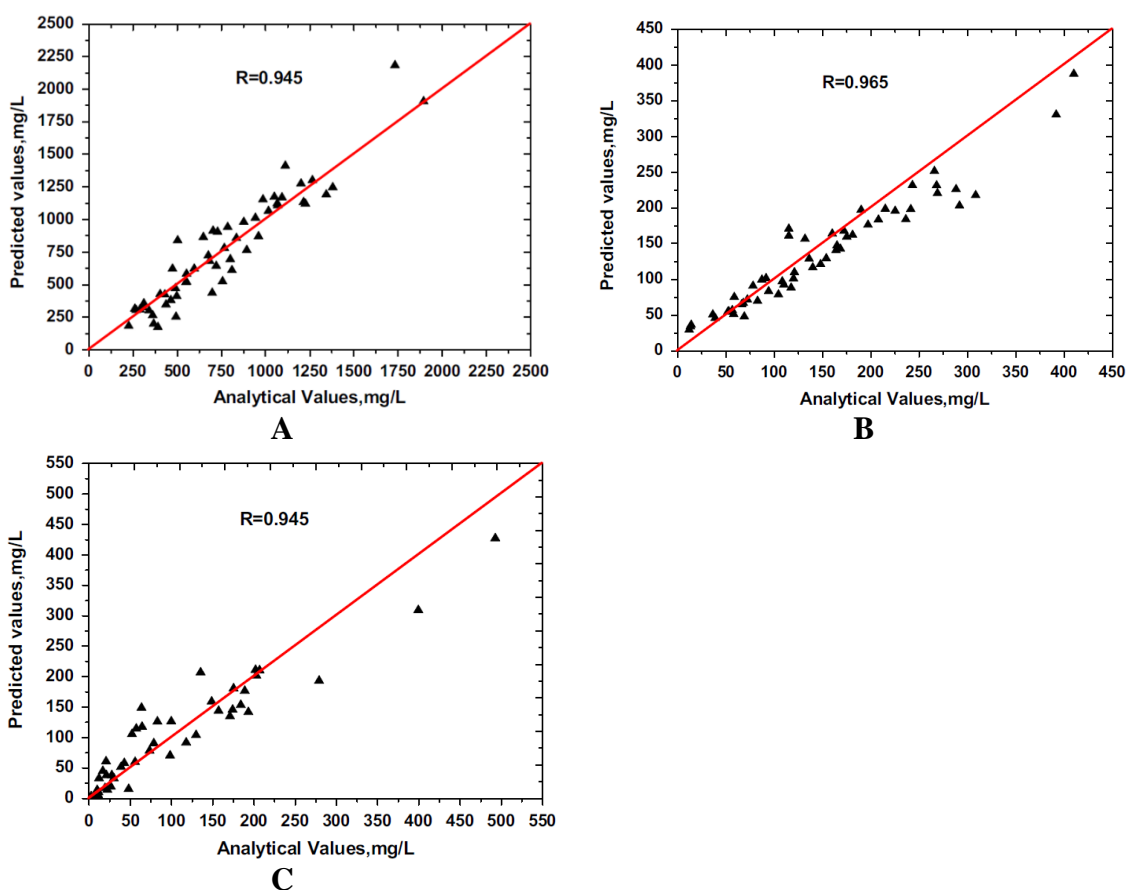 2500
2250
2000
1750
1500
1250
1000
750
500
250
0
R=0.945
Predicted values,mg/L
0 250 500 750 1000 1250 1500 1750 2000 2250 2500
Analytical Values,mg/L
A
450
400
350
300
250
200
150
100
50
0
R=0.965
Predicted values,mg/L
0 50 100 150 200 250 300 350 400 450
Analytical Values,mg/L
B
550
500
450
400
350
300
250
200
150
100
50
0
R=0.945
Predicted values,mg/L
0 50 100 150 200 250 300 350 400 450 500 550
Analytical Values,mg/L
C